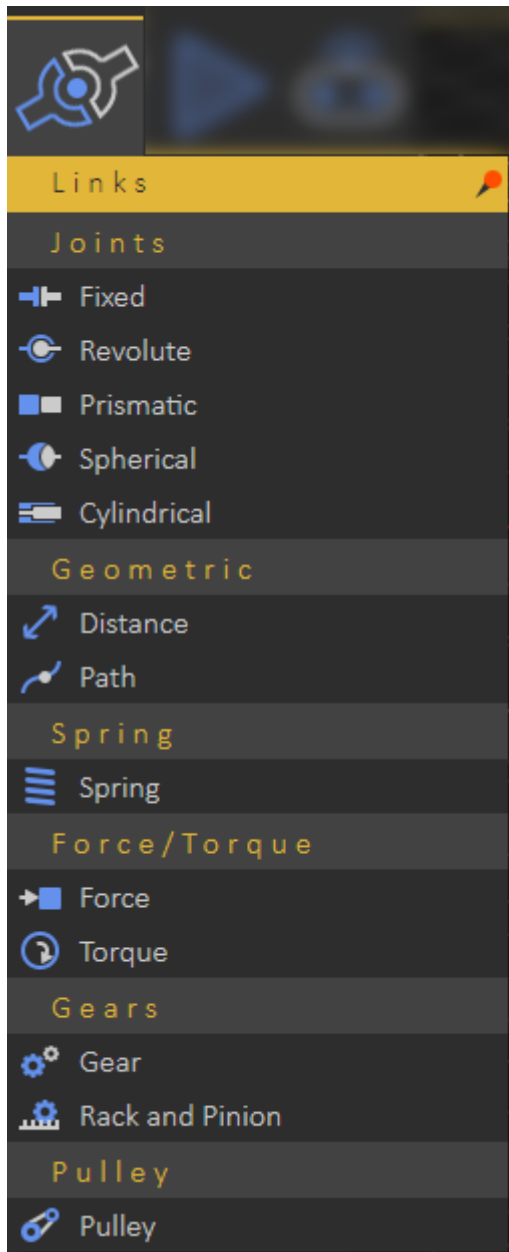 Links
Joints
Fixed
Revolute
Prismatic
Spherical
Cylindrical
Geometric
Distance
Path
Spring
Spring
Force/Torque
Force
Torque
Gears
Gear
Rack and Pinion
Pulley
Pulley